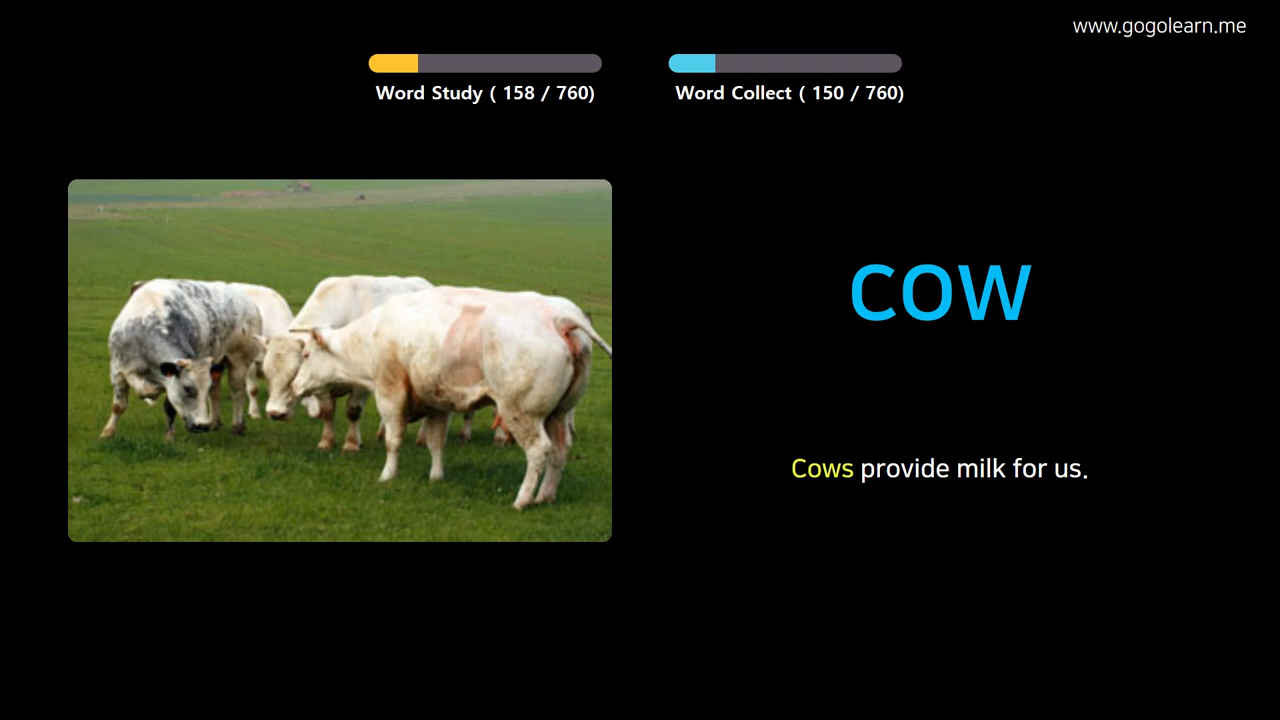 www.gogolearn.me
Word Study ( 158 / 760)
Word Collect ( 150 / 760)
cow
Cows provide milk for us.